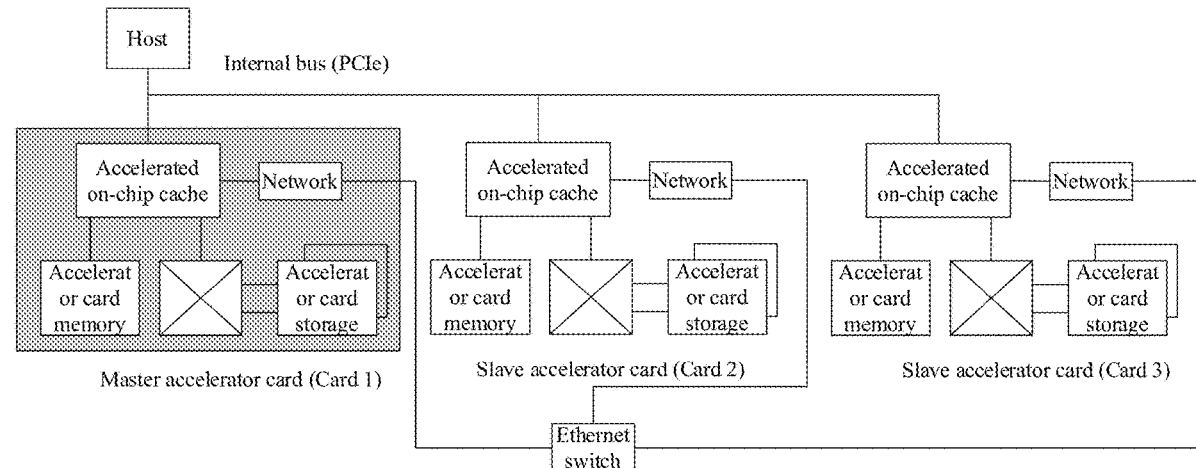 Host
Internal bus (PCIe)
Accelerated
on-chip cache
Network
Accelerat
or card
memory
Accelerat
or card
storage
Master accelerator card (Card 1)
Accelerated
on-chip cache
Network
Accelerat
or card
memory
Accelerat
or card
storage
Slave accelerator card (Card 2)
Accelerated
on-chip cache
Network
Accelerat
or card
memory
Accelerat
or card
storage
Slave accelerator card (Card 3)
Ethernet
switch